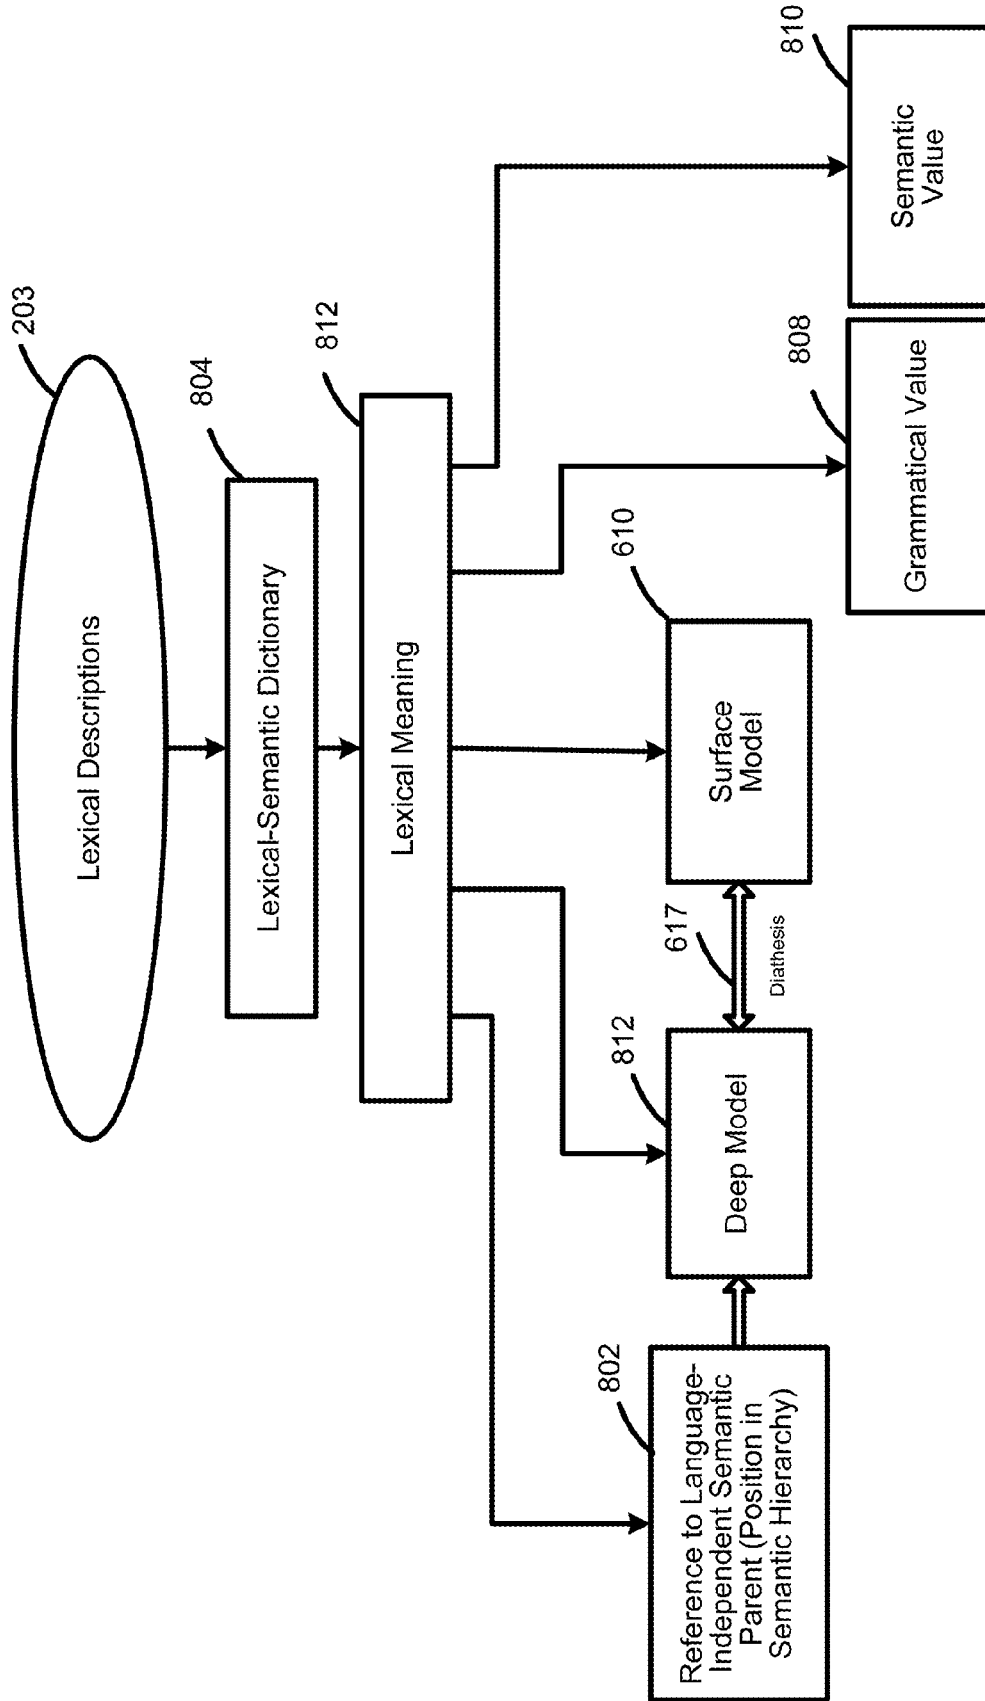 Lexical Descriptions
203
Lexical-Semantic Dictionary
804
Lexical Meaning
812
Reference to Language-
Independent Semantic
Parent (Position in
Semantic Hierarchy)
802
Deep Model
812
617
Diathesis
Surface
Model
610
Grammatical Value
808
Semantic
Value
810